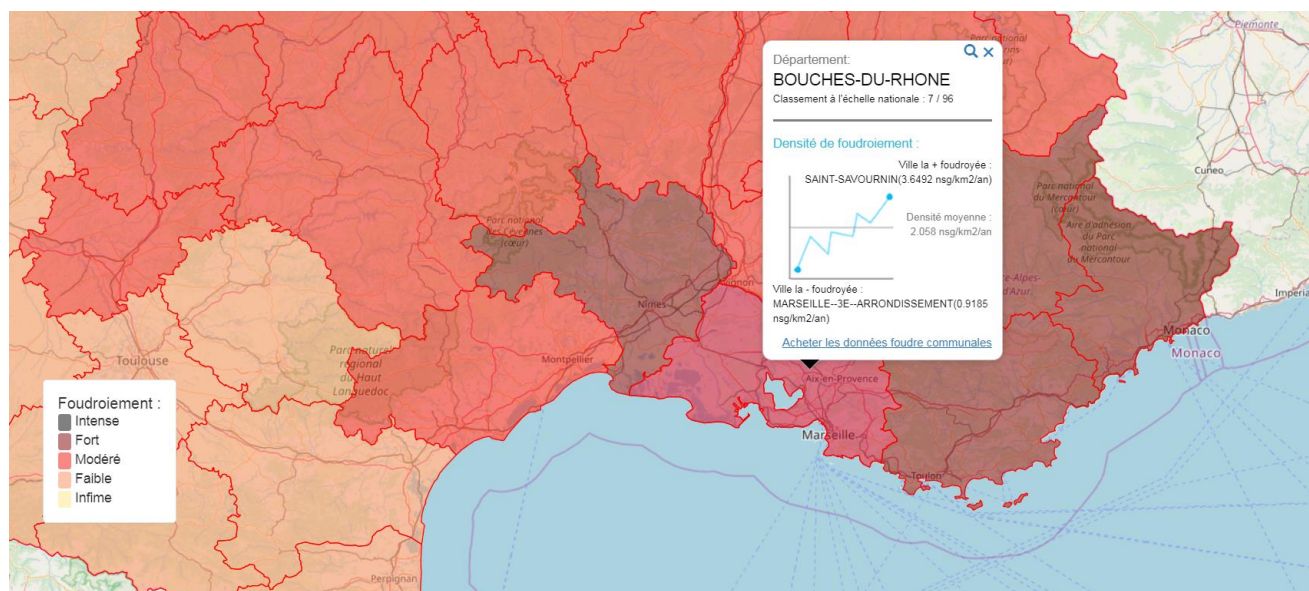 Piemonte
Parc national
Département:
BOUCHES-DU-RHONE
Classement à l'échelle nationale : 7 / 96
Densité de foudroiement :
Ville la + foudroyée :
SAINT-SAVOURNIN(3.6492 nsg/km2/an)
Densité moyenne :
2.058 nsg/km2/an
Ville la - foudroyée :
MARSEILLE--3E--ARRONDISSEMENT(0.9185
nsg/km2/an)
Acheter les données foudre communales
Cuneo
Parc national
du Mercantour
(cœur)
Aire d'adhésion
du Parc
national
du Mercantour
Parc national
des Cévennes
(cœur)
Nîmes
Imperia
Monaco
Monaco
Toulouse
Parc naturel
régional
du Haut
Languedoc
Montpellier
Aix-en-Provence
Marseille
Toulon
Perpignan
Foudroiement :
Intense
Fort
Modéré
Faible
Infime